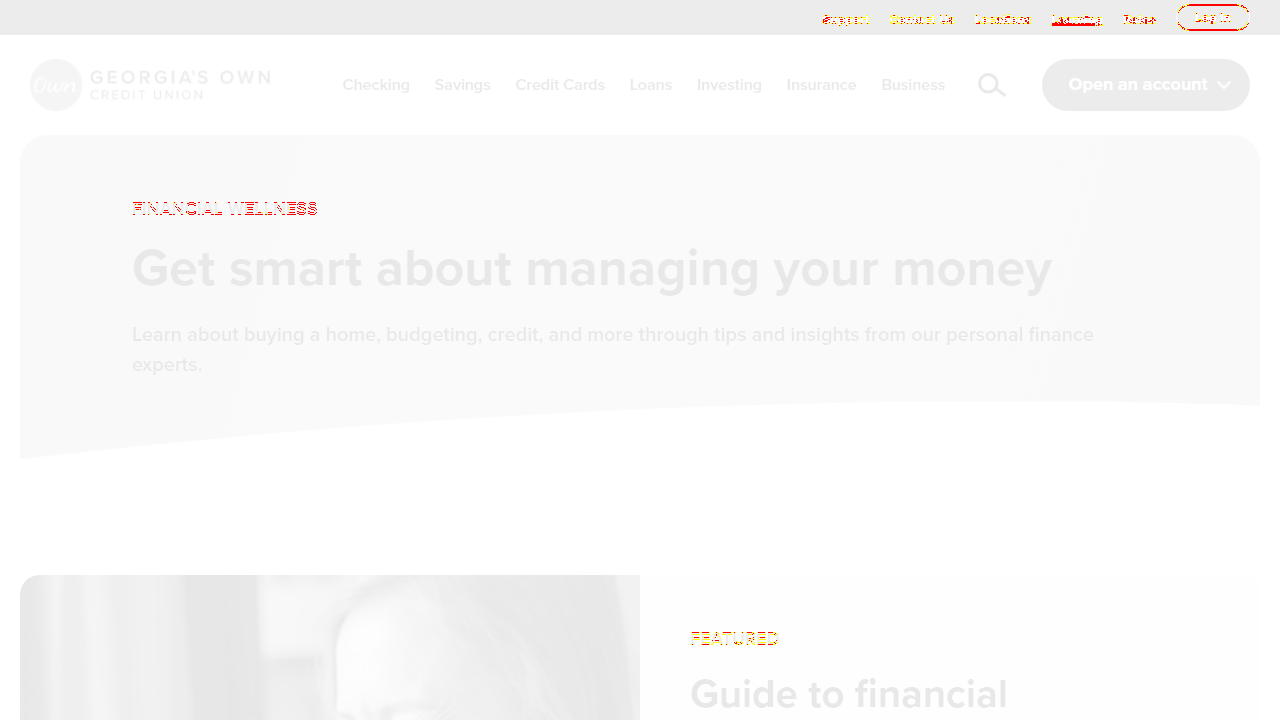 Support Contact Us Locations Learning Rates Log In
Own GEORGIA'S OWN
CREDIT UNION
Checking Savings Credit Cards Loans Investing Insurance Business Open an account
FINANCIAL WELLNESS
Get smart about managing your money
Learn about buying a home, budgeting, credit, and more through tips and insights from our personal finance
experts.
FEATURED
Guide to financial